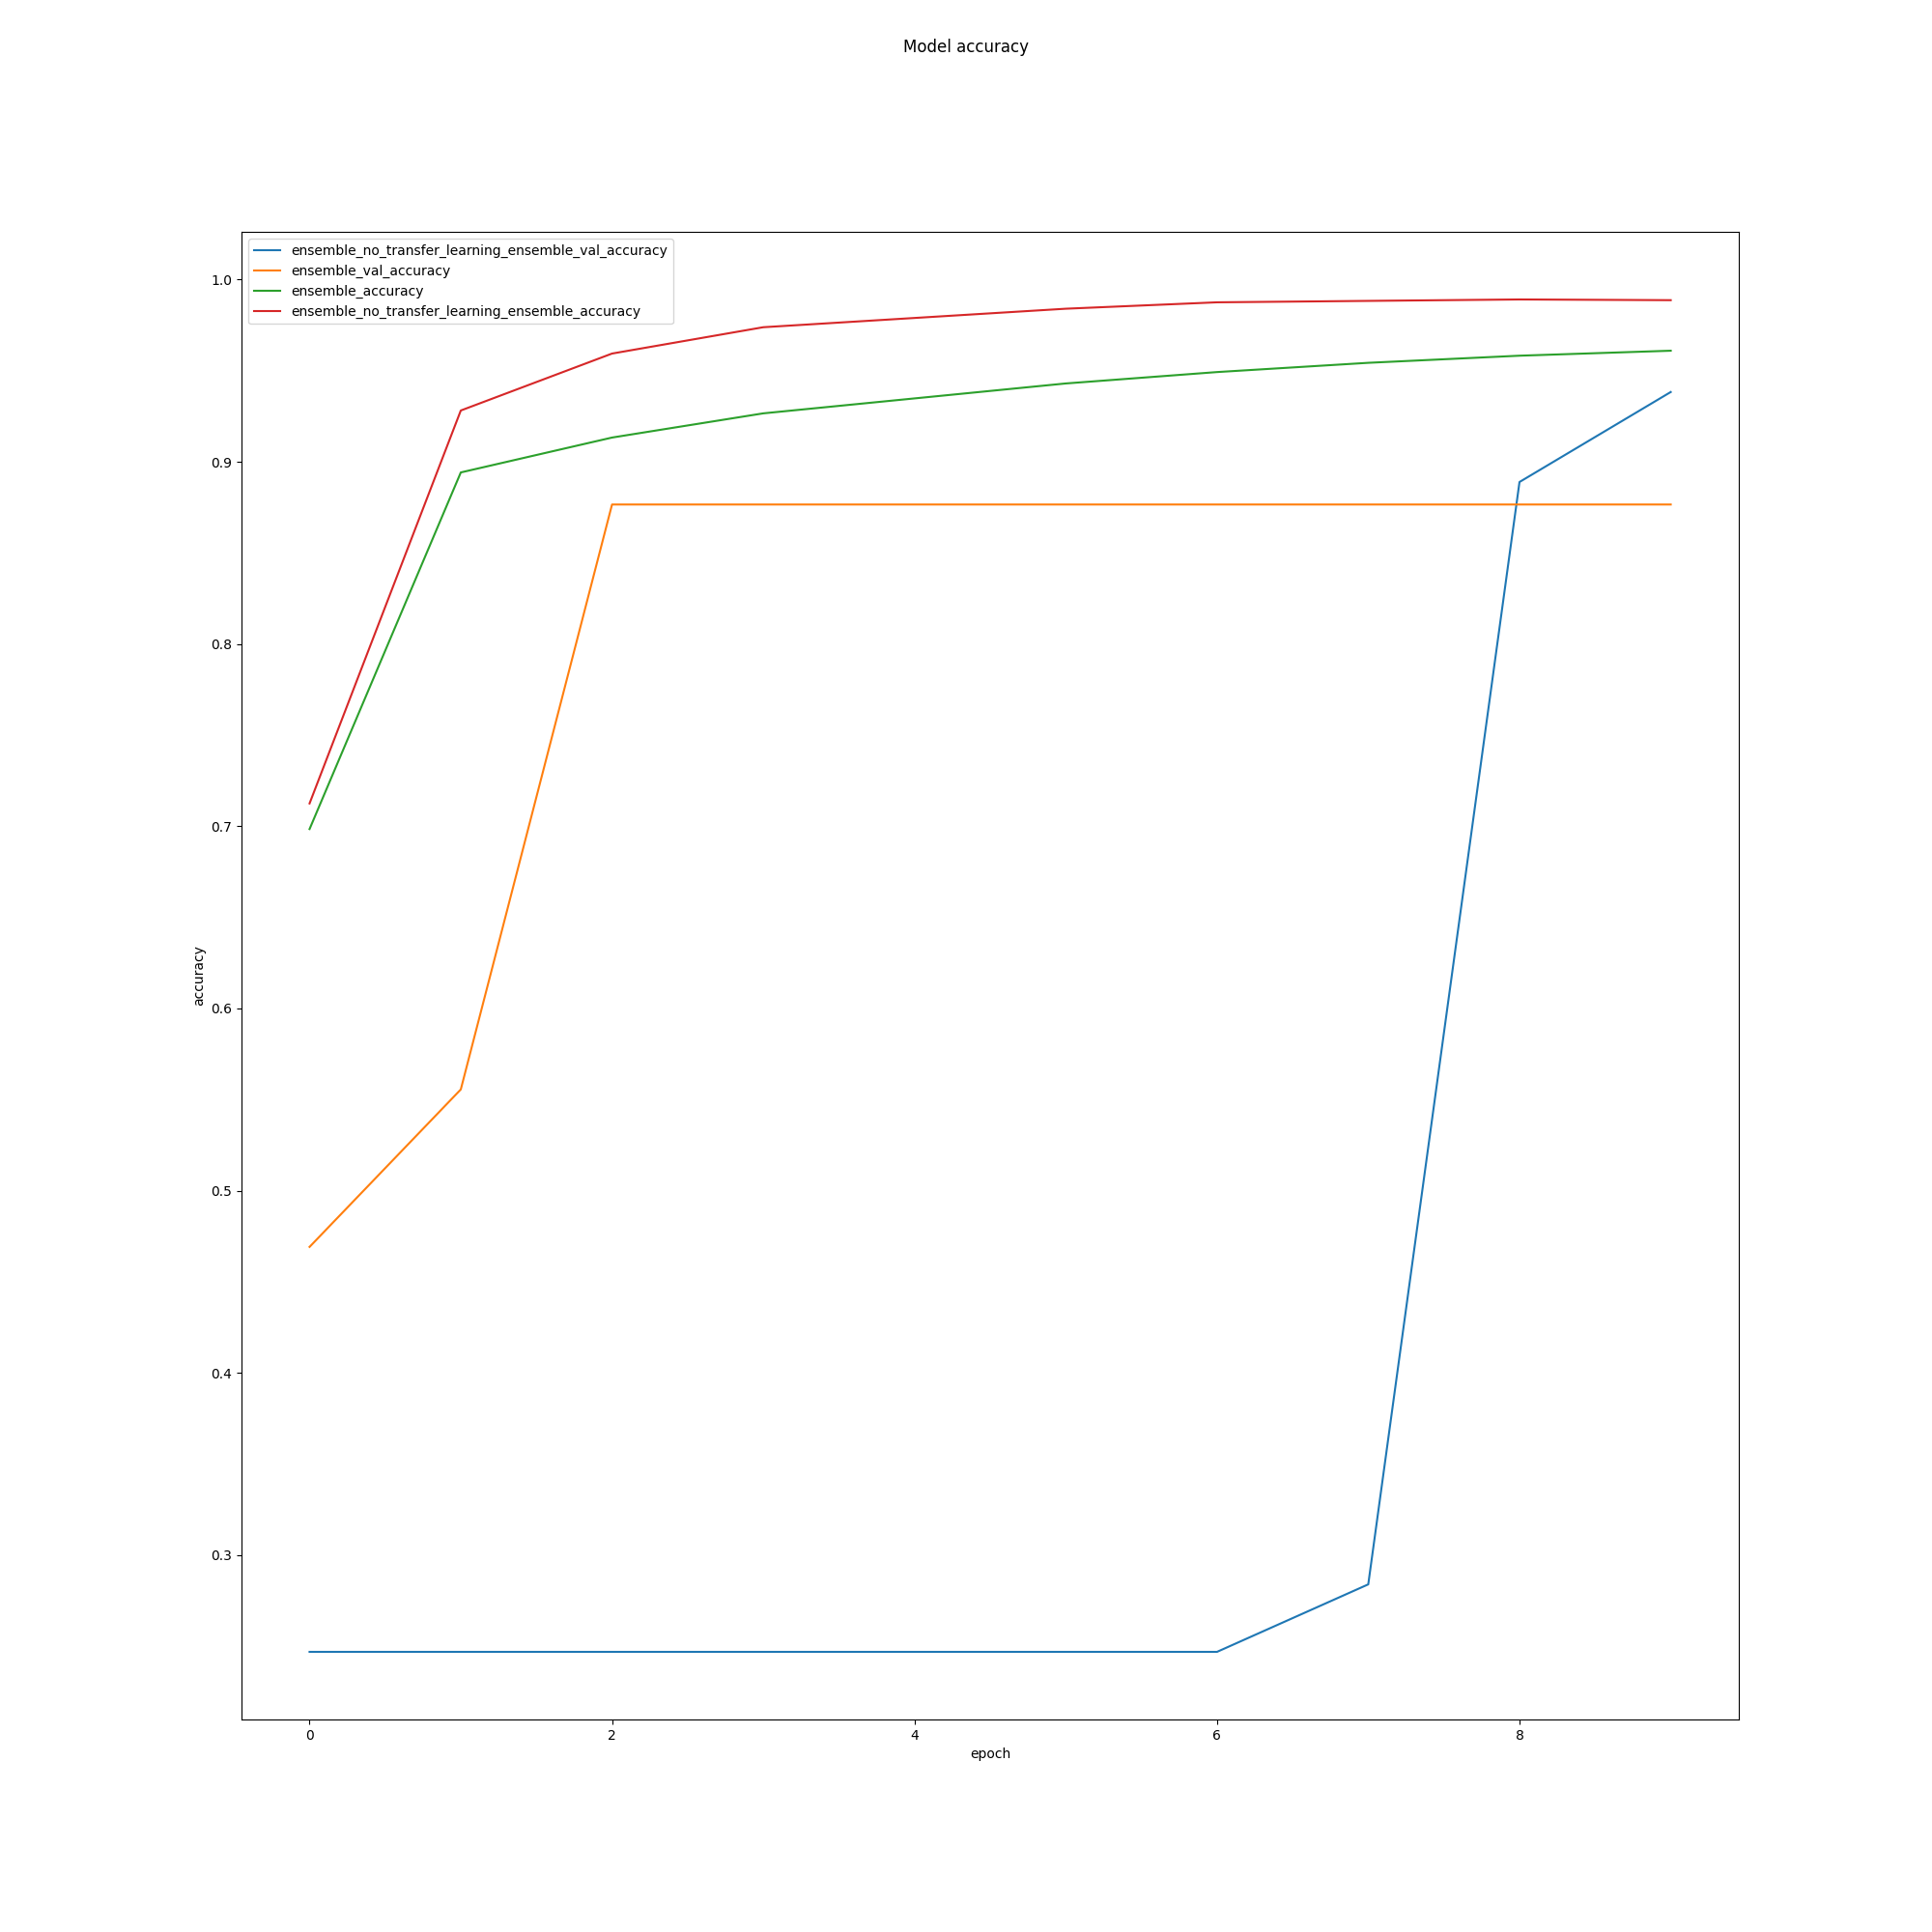 Model accuracy
ensemble_no_transfer_learning_ensemble_val_accuracy
ensemble_val_accuracy
ensemble_accuracy
ensemble_no_transfer_learning_ensemble_accuracy
1.0
0.9
0.8
0.7
0.6
0.5
0.4
0.3
accuracy
0 2 4 6 8
epoch